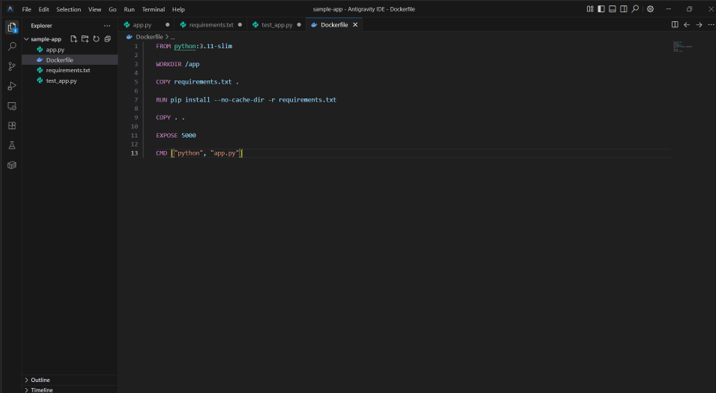 File Edit Selection View Go Run Terminal Help
sample-app - Antigravity IDE - Dockerfile
Explorer
sample-app
app.py
Dockerfile
requirements.txt
test_app.py
Outline
Timeline
app.py requirements.txt test_app.py Dockerfile
Dockerfile > ...
1 FROM python:3.11-slim
2
3 WORKDIR /app
4
5 COPY requirements.txt .
6
7 RUN pip install --no-cache-dir -r requirements.txt
8
9 COPY . .
10
11 EXPOSE 5000
12
13 CMD ["python", "app.py"]